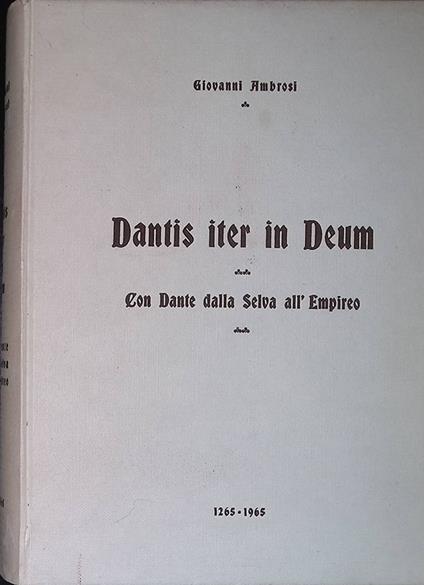 Giovanni Ambrosi
Dantis iter in Deum
Con Dante dalla Selva all' Empireo
1265 - 1965